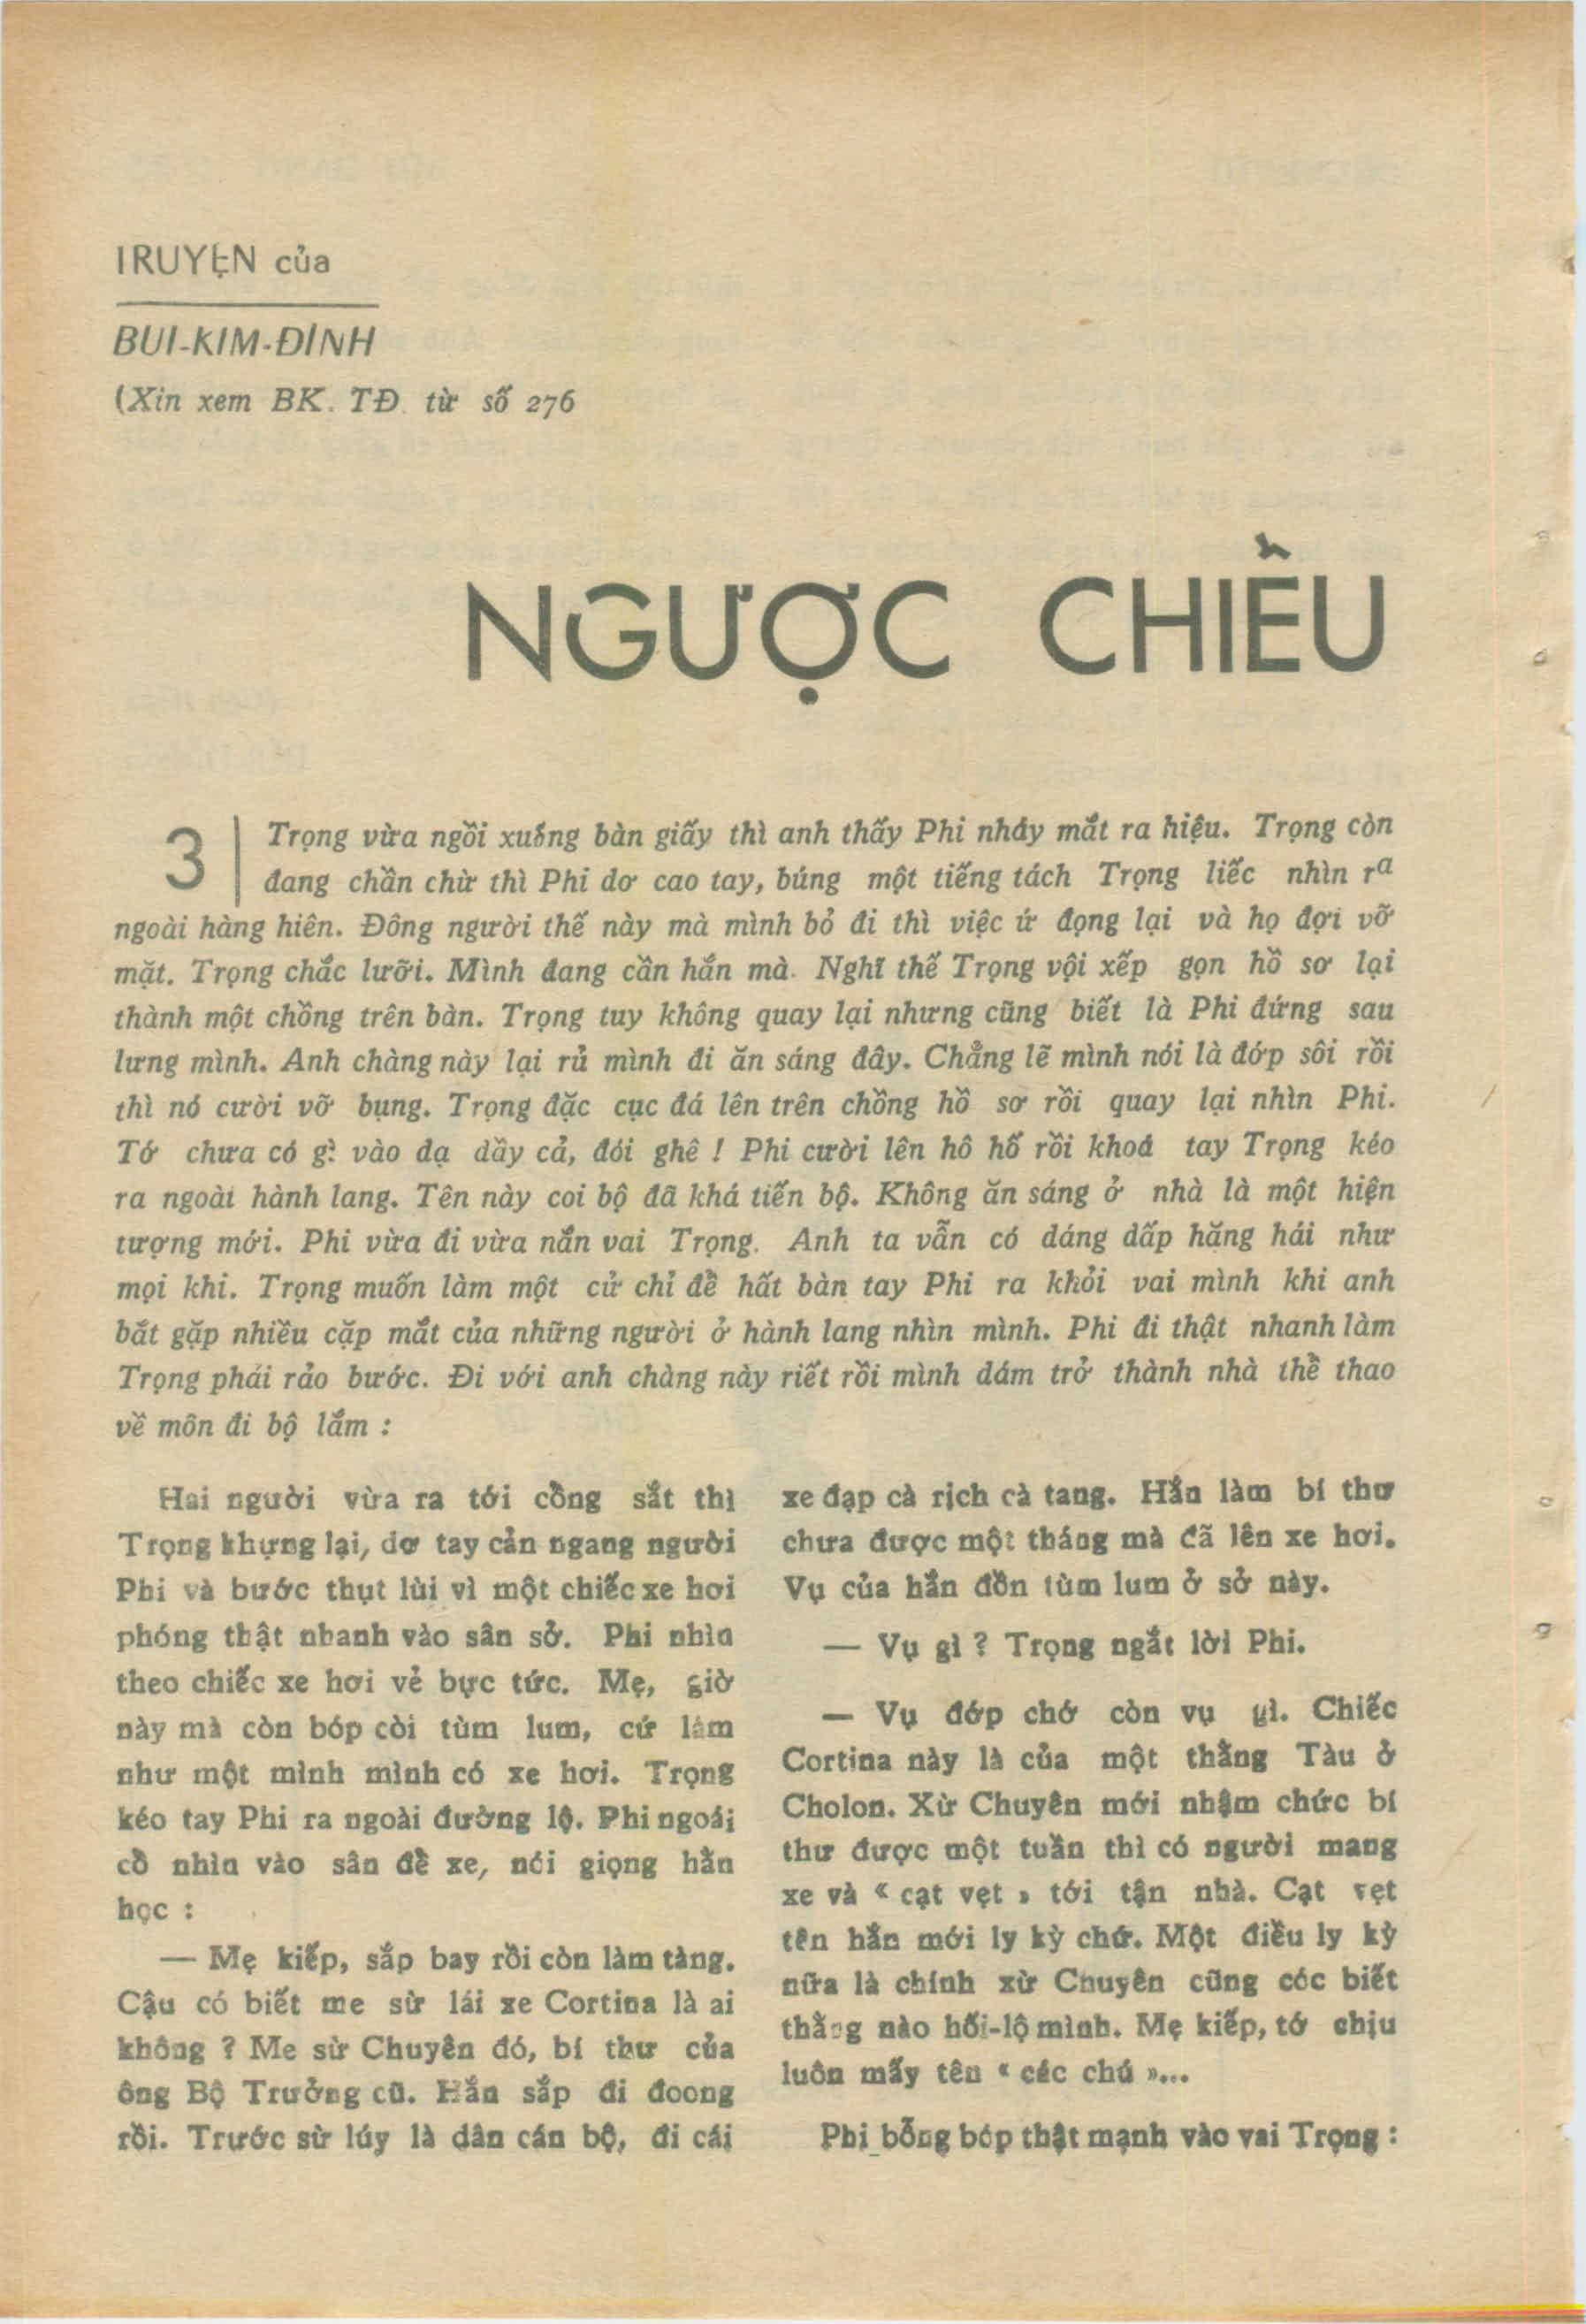 TRUYỆN của
BUI-KIM-ĐINH
(Xin xem BK. TĐ. từ số 276
NGƯỢC CHIỀU
3
Trọng vừa ngồi xuống bàn giấy thì anh thấy Phi nháy mắt ra hiệu. Trọng còn
đang chần chừ thì Phi dơ cao tay, búng một tiếng tách Trọng liếc nhìn ra
ngoài hàng hiên. Đông người thế này mà mình bỏ đi thì việc ứ đọng lại và họ đợi vỡ
mặt. Trọng chắc lưỡi. Mình đang cần hắn mà. Nghĩ thế Trọng vội xếp gọn hồ sơ lại
thành một chồng trên bàn. Trọng tuy không quay lại nhưng cũng biết là Phi đứng sau
lưng mình. Anh chàng này lại rủ mình đi ăn sáng đây. Chẳng lẽ mình nói là đớp sôi rồi
thì nó cười vỡ bụng. Trọng đặc cục đá lên trên chồng hồ sơ rồi quay lại nhìn Phi.
Tớ chưa có gì vào dạ dầy cả, đói ghê ! Phi cười lên hô hố rồi khoá tay Trọng kéo
ra ngoài hành lang. Tên này coi bộ đã khá tiến bộ. Không ăn sáng ở nhà là một hiện
tượng mới. Phi vừa đi vừa nắn vai Trọng. Anh ta vẫn có dáng dấp hăng hái như
mọi khi. Trọng muốn làm một cử chỉ để hất bàn tay Phi ra khỏi vai mình khi anh
bắt gặp nhiều cặp mắt của những người ở hành lang nhìn mình. Phi đi thật nhanh làm
Trọng phải rảo bước. Đi với anh chàng này riết rồi mình dám trở thành nhà thể thao
về môn đi bộ lắm :
Hai người vừa ra tới cổng sắt thì
Trọng khựng lại, dơ tay cản ngang người
Phi và bước thụt lùi vì một chiếc xe hơi
phóng thật nhanh vào sân sở. Phi nhìn
theo chiếc xe hơi vẻ bực tức. Mẹ, giờ
này mà còn bóp còi tùm lum, cứ làm
như một mình mình có xe hơi. Trọng
kéo tay Phi ra ngoài đường lộ. Phi ngoái
cổ nhìn vào sân để xe, nói giọng hằn
học :
— Mẹ kiếp, sắp bay rồi còn làm tàng.
Cậu có biết me sừ lái xe Cortina là ai
không ? Me sừ Chuyên đó, bí thư của
ông Bộ Trưởng cũ. Hắn sắp đi đoong
rồi. Trước sừ lúy là dân cán bộ, đi cái
xe đạp cà rịch cà tang. Hắn làm bí thư
chưa được một tháng mà đã lên xe hơi.
Vụ của hắn đồn tùm lum ở sở này.
— Vụ gì ? Trọng ngắt lời Phi.
— Vụ đớp chớ còn vụ gì. Chiếc
Cortina này là của một thằng Tàu ở
Cholon. Xừ Chuyên mới nhậm chức bí
thư được một tuần thì có người mang
xe và « cạt vẹt » tới tận nhà. Cạt vẹt
tên hắn mới ly kỳ chớ. Một điều ly kỳ
nữa là chính xừ Chuyên cũng cóc biết
thằng nào hối-lộ mình. Mẹ kiếp, tớ chịu
luôn mấy tên « các chú »...
Phi bỗng bóp thật mạnh vào vai Trọng :